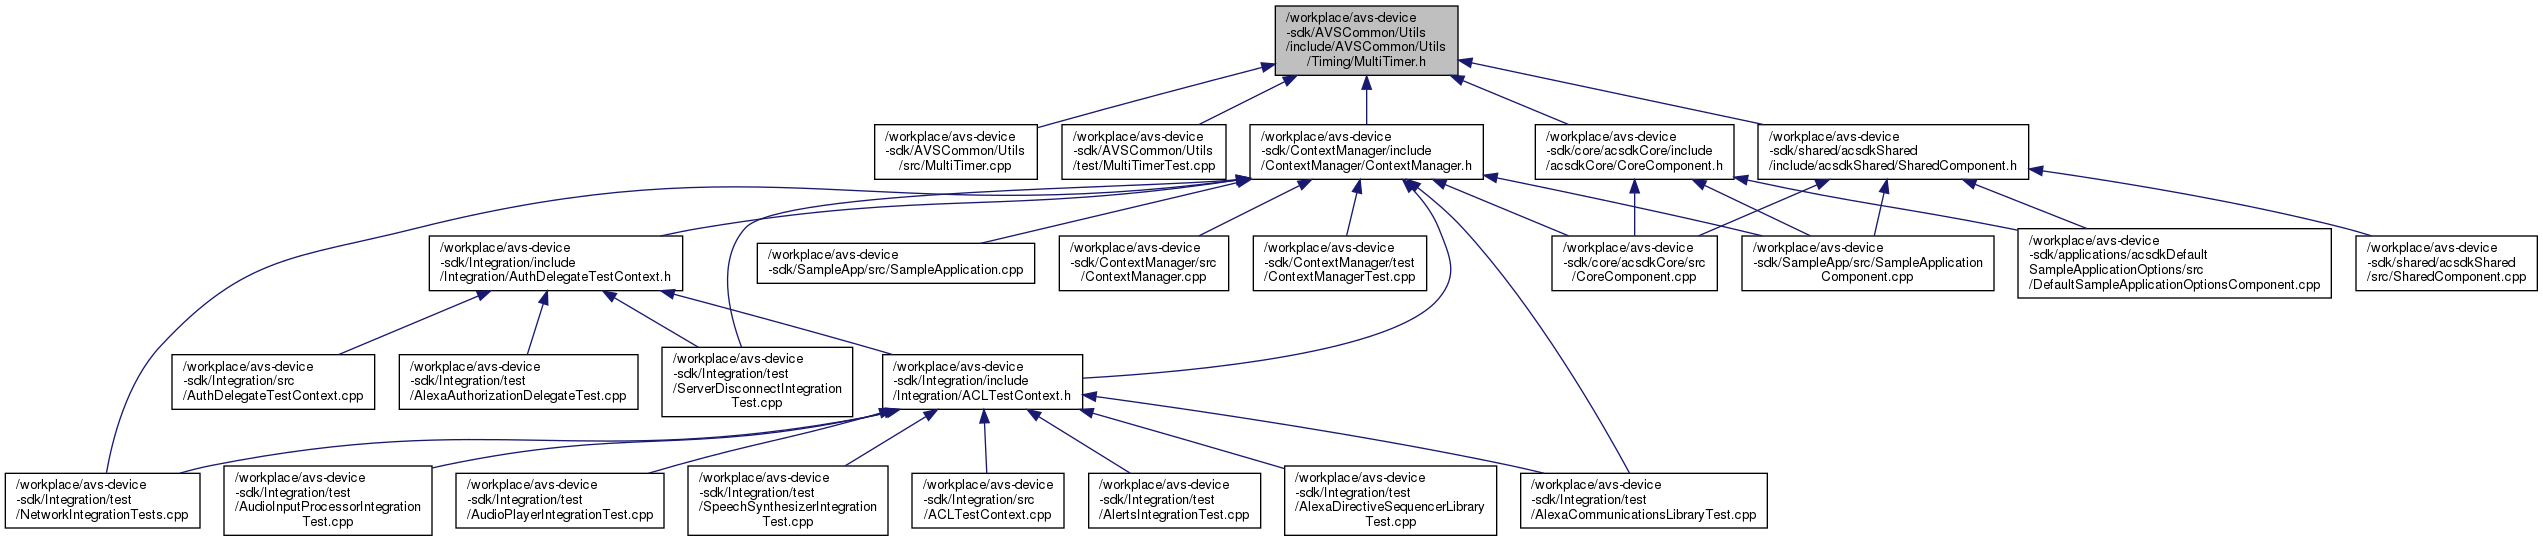 /workplace/avs-device
-sdk/AVSCommon/Utils
/include/AVSCommon/Utils
/Timing/MultiTimer.h
/workplace/avs-device
-sdk/AVSCommon/Utils
/src/MultiTimer.cpp
/workplace/avs-device
-sdk/AVSCommon/Utils
/test/MultiTimerTest.cpp
/workplace/avs-device
-sdk/ContextManager/include
/ContextManager/ContextManager.h
/workplace/avs-device
-sdk/core/acsdkCore/include
/acsdkCore/CoreComponent.h
/workplace/avs-device
-sdk/shared/acsdkShared
/include/acsdkShared/SharedComponent.h
/workplace/avs-device
-sdk/Integration/include
/Integration/AuthDelegateTestContext.h
/workplace/avs-device
-sdk/SampleApp/src/SampleApplication.cpp
/workplace/avs-device
-sdk/ContextManager/src
/ContextManager.cpp
/workplace/avs-device
-sdk/ContextManager/test
/ContextManagerTest.cpp
/workplace/avs-device
-sdk/core/acsdkCore/src
/CoreComponent.cpp
/workplace/avs-device
-sdk/SampleApp/src/SampleApplication
Component.cpp
/workplace/avs-device
-sdk/applications/acsdkDefault
SampleApplicationOptions/src
/DefaultSampleApplicationOptionsComponent.cpp
/workplace/avs-device
-sdk/shared/acsdkShared
/src/SharedComponent.cpp
/workplace/avs-device
-sdk/Integration/src
/AuthDelegateTestContext.cpp
/workplace/avs-device
-sdk/Integration/test
/AlexaAuthorizationDelegateTest.cpp
/workplace/avs-device
-sdk/Integration/test
/ServerDisconnectIntegration
Test.cpp
/workplace/avs-device
-sdk/Integration/include
/Integration/ACLTestContext.h
/workplace/avs-device
-sdk/Integration/test
/NetworkIntegrationTests.cpp
/workplace/avs-device
-sdk/Integration/test
/AudioInputProcessorIntegration
Test.cpp
/workplace/avs-device
-sdk/Integration/test
/AudioPlayerIntegrationTest.cpp
/workplace/avs-device
-sdk/Integration/test
/SpeechSynthesizerIntegration
Test.cpp
/workplace/avs-device
-sdk/Integration/src
/ACLTestContext.cpp
/workplace/avs-device
-sdk/Integration/test
/AlertsIntegrationTest.cpp
/workplace/avs-device
-sdk/Integration/test
/AlexaDirectiveSequencerLibrary
Test.cpp
/workplace/avs-device
-sdk/Integration/test
/AlexaCommunicationsLibraryTest.cpp